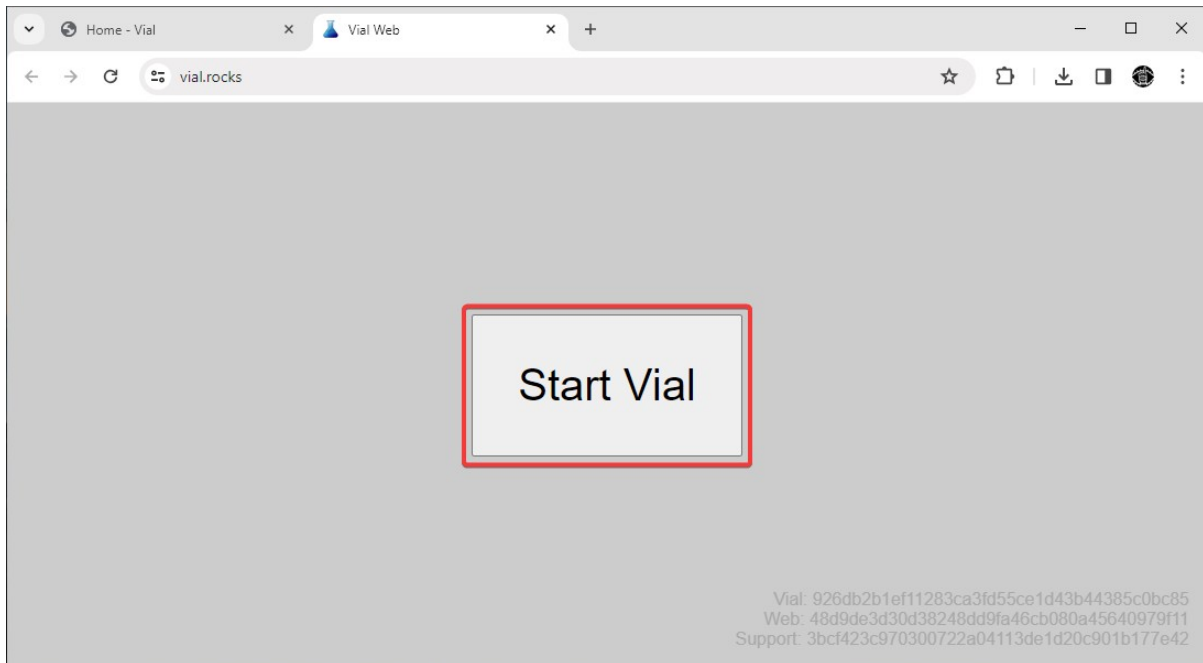 Home - Vial
Vial Web
vial.rocks
Start Vial
Vial: 926db2b1ef11283ca3fd55ce1d43b44385c0bc85
Web: 48d9de3d30d38248dd9fa46cb080a45640979f11
Support: 3bcf423c970300722a04113de1d20c901b177e42